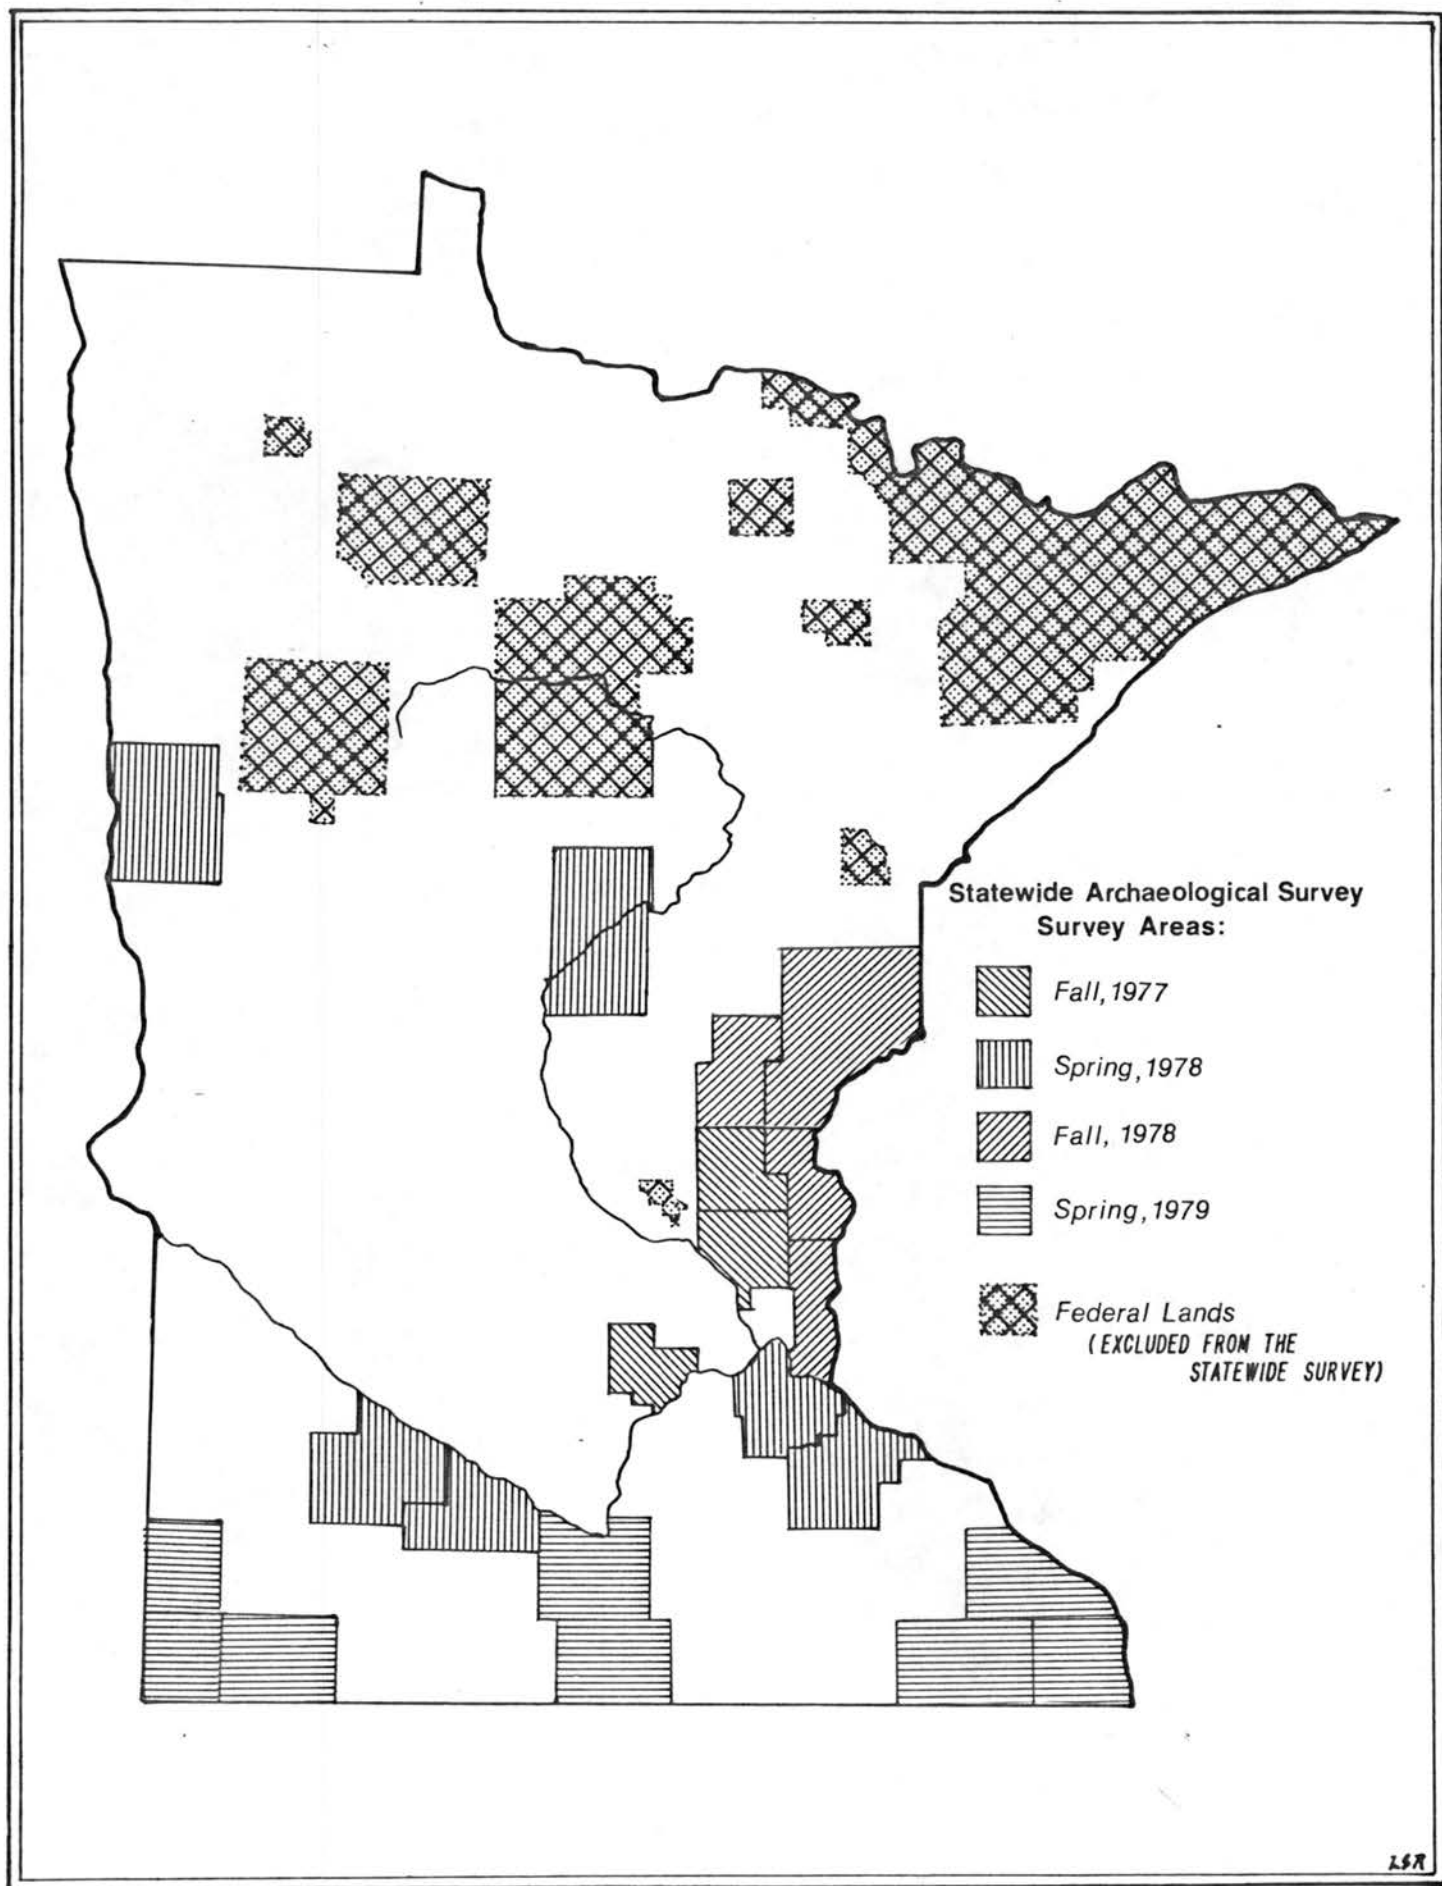 Statewide Archaeological Survey
Survey Areas:
Fall, 1977
Spring, 1978
Fall, 1978
Spring, 1979
Federal Lands
(EXCLUDED FROM THE
STATEWIDE SURVEY)
LSR